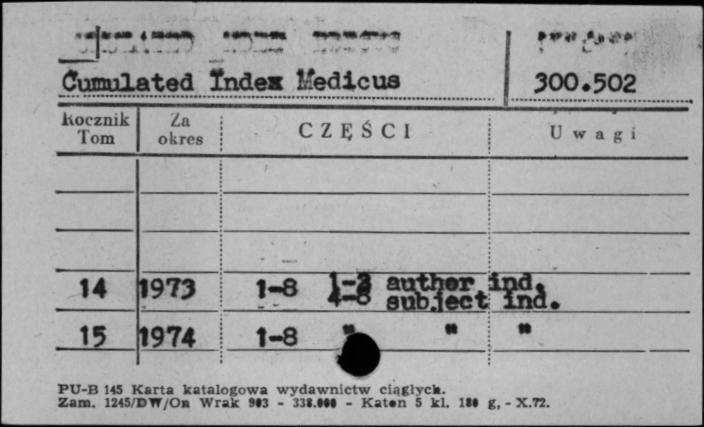 Cumulated Index Medicus 300.502
Rocznik Tom Za okres CZĘŚCI Uwagi
14 1973 1-8 1-3 author ind.
4-8 subject ind.
15 1974 1-8 " " "
PU-B 145 Karta katalogowa wydawnictw ciągłych.
Zam. 1245/DW/On Wrak 903 - 338.000 - Katon 5 kl. 180 g, - X.72.